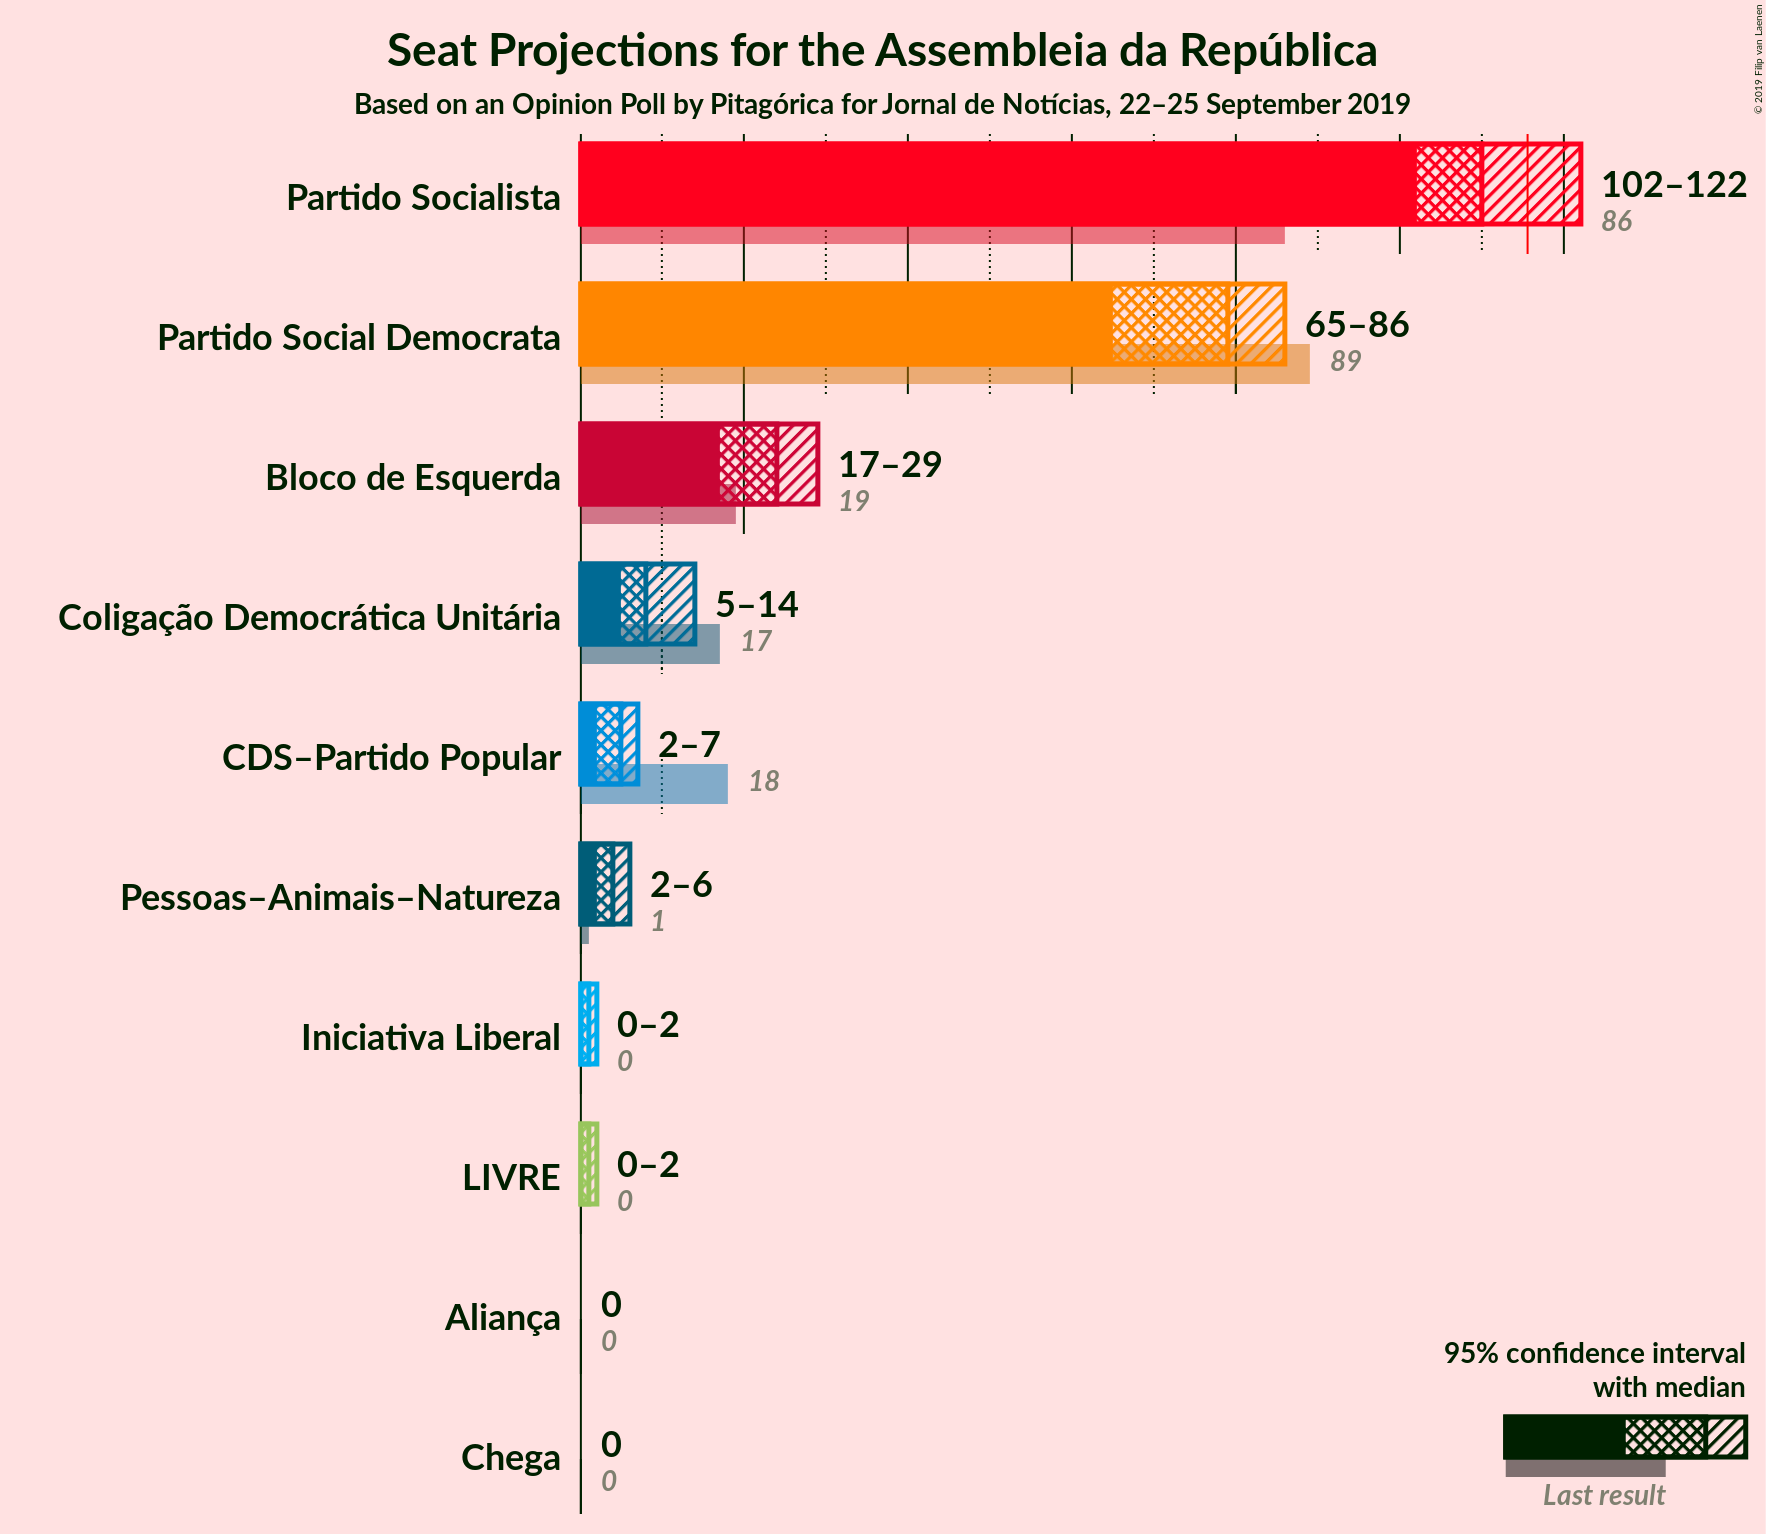 Seat Projections for the Assembleia da República
Based on an Opinion Poll by Pitagórica for Jornal de Notícias, 22–25 September 2019
© 2019 Filip van Laenen
Partido Socialista
102–122
86
Partido Social Democrata
65–86
89
Bloco de Esquerda
17–29
19
Coligação Democrática Unitária
5–14
17
CDS–Partido Popular
2–7
18
Pessoas–Animais–Natureza
2–6
1
Iniciativa Liberal
0–2
0
LIVRE
0–2
0
Aliança
0
0
Chega
0
0
95% confidence interval
with median
Last result